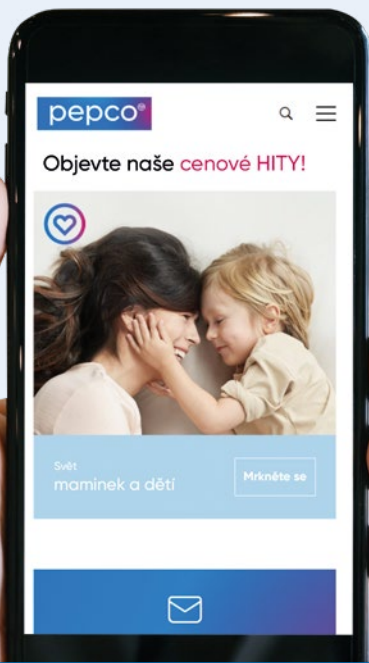 pepco®
Objevte naše cenové HITY!
Svět
maminek a dětí
Mrkněte se